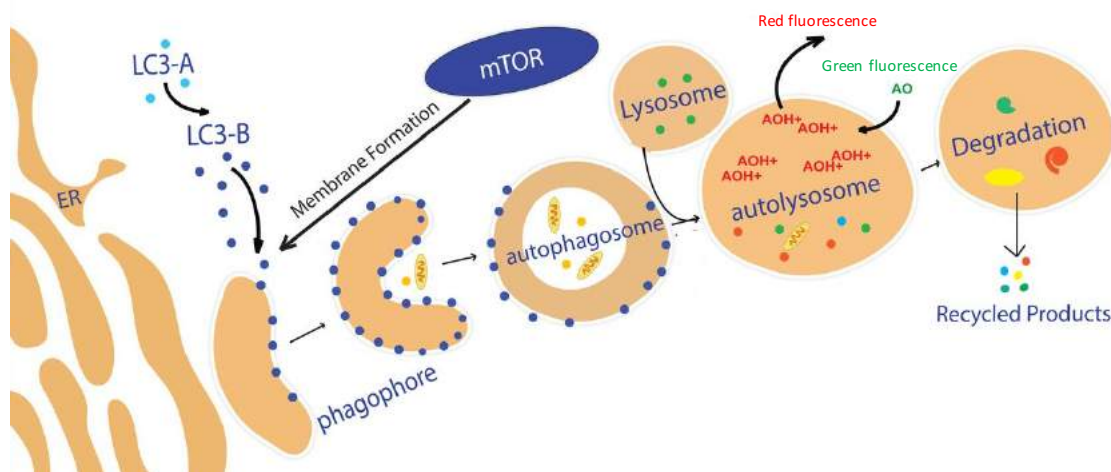 Red fluorescence
LC3-A
mTOR
Green fluorescence
AO
Lysosome
LC3-B
AOH+
AOH+
Degradation
Membrane Formation
AOH+
AOH+
AOH+
AOH+
ER
autolysosome
autophagosome
phagophore
Recycled Products